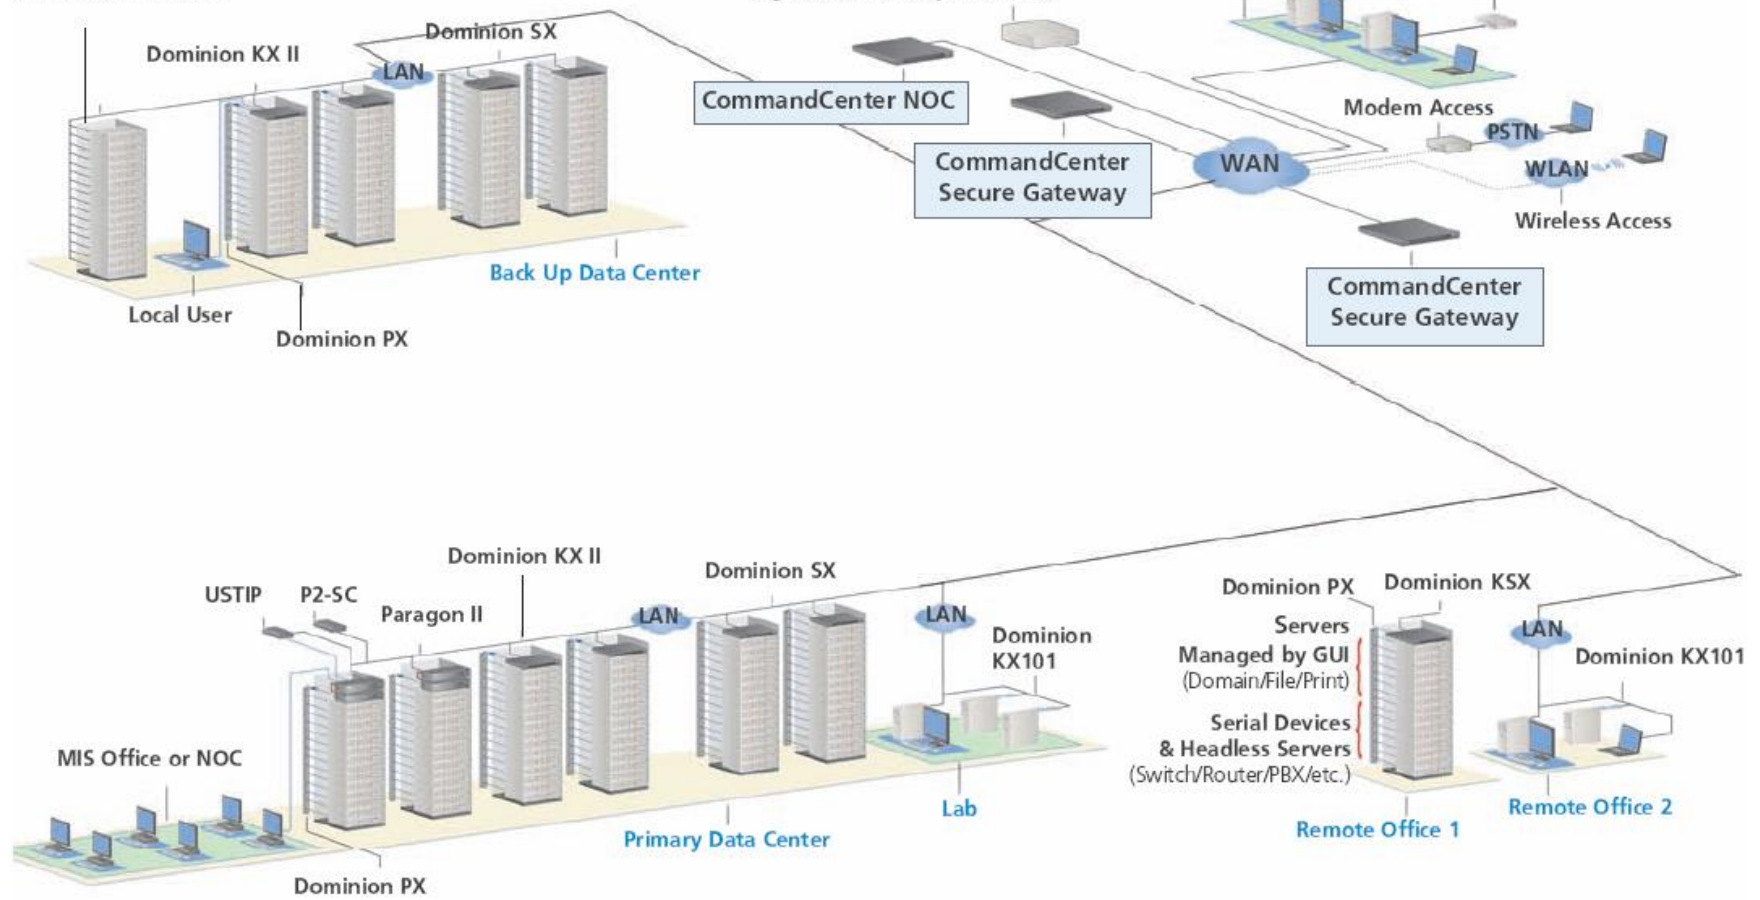 Dominion KX II
Dominion SX
LAN
Local User
Dominion PX
Back Up Data Center
CommandCenter NOC
CommandCenter
Secure Gateway
WAN
Modem Access
PSTN
WLAN
Wireless Access
CommandCenter
Secure Gateway
USTIP
P2-SC
Paragon II
Dominion KX II
LAN
Dominion SX
LAN
Dominion
KX101
MIS Office or NOC
Dominion PX
Primary Data Center
Lab
Dominion PX
Dominion KSX
Servers
Managed by GUI
(Domain/File/Print)
Serial Devices
& Headless Servers
(Switch/Router/PBX/etc.)
Remote Office 1
LAN
Dominion KX101
Remote Office 2